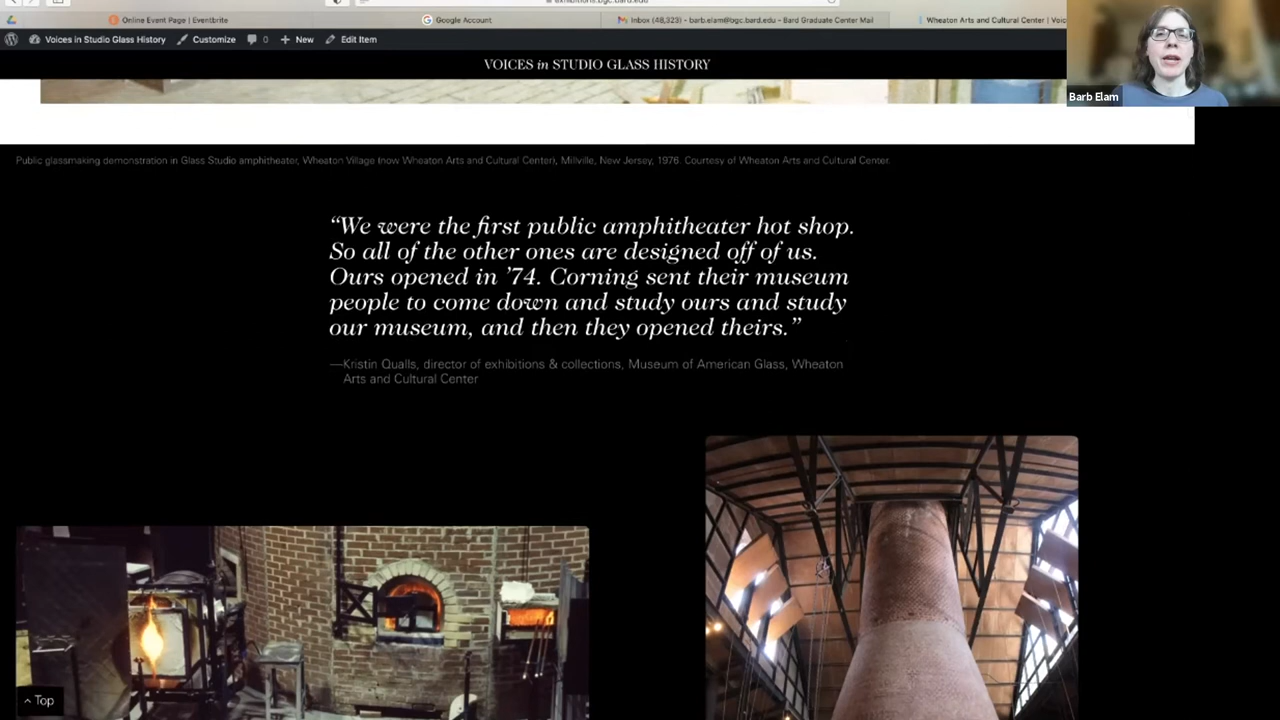 exhibitions.bgc.bard.edu
Online Event Page | Eventbrite
Google Account
Inbox (48,323) - barb.elam@bgc.bard.edu - Bard Graduate Center Mail
Wheaton Arts and Cultural Center | Voic
Voices in Studio Glass History
Customize
0
+ New
Edit Item
Barb Elam
VOICES in STUDIO GLASS HISTORY
Public glassmaking demonstration in Glass Studio amphitheater, Wheaton Village (now Wheaton Arts and Cultural Center), Millville, New Jersey, 1976. Courtesy of Wheaton Arts and Cultural Center.
“We were the first public amphitheater hot shop.
So all of the other ones are designed off of us.
Ours opened in ’74. Corning sent their museum
people to come down and study ours and study
our museum, and then they opened theirs.”
—Kristin Qualls, director of exhibitions & collections, Museum of American Glass, Wheaton
Arts and Cultural Center
^ Top